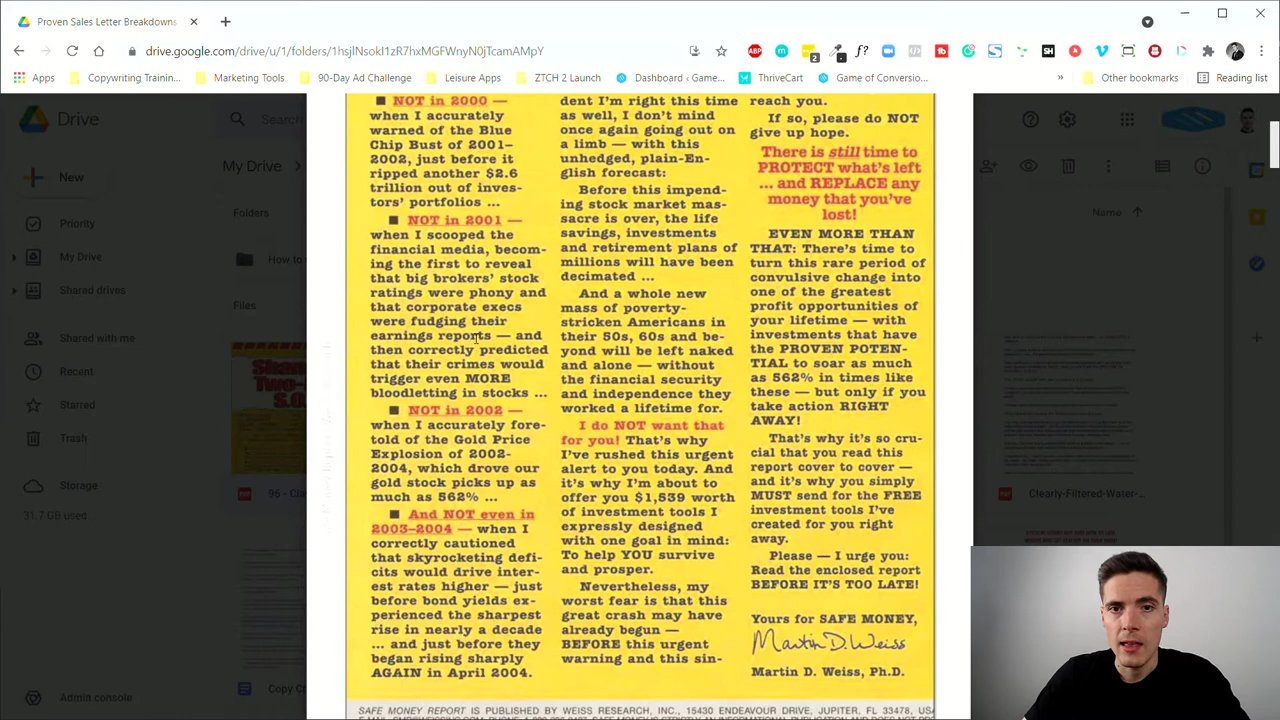 Proven Sales Letter Breakdowns
drive.google.com/drive/u/1/folders/1hsjlNsokI1zR7hxMGFWnyN0jTcamAMpY
ABP
m
2
f?
SH
Apps
Copywriting Trainin...
Marketing Tools
90-Day Ad Challenge
Leisure Apps
ZTCH 2 Launch
Dashboard ‹ Game...
ThriveCart
Game of Conversio...
»
Other bookmarks
Reading list
Drive
Search
My Drive
New
Priority
My Drive
Shared drives
Shared with me
Recent
Starred
Trash
Storage
31.7 GB used
Admin console
Folders
How to
Files
96 - Cla
Copy Cl
■ NOT in 2000 —
when I accurately
warned of the Blue
Chip Bust of 2001–
2002, just before it
ripped another $2.6
trillion out of inves-
tors' portfolios ...
■ NOT in 2001 —
when I scooped the
financial media, becom-
ing the first to reveal
that big brokers' stock
ratings were phony and
that corporate execs
were fudging their
earnings reports — and
then correctly predicted
that their crimes would
trigger even MORE
bloodletting in stocks ...
■ NOT in 2002 —
when I accurately fore-
told of the Gold Price
Explosion of 2002-
2004, which drove our
gold stock picks up as
much as 562% ...
■ And NOT even in
2003–2004 — when I
correctly cautioned
that skyrocketing defi-
cits would drive inter-
est rates higher — just
before bond yields ex-
perienced the sharpest
rise in nearly a decade
... and just before they
began rising sharply
AGAIN in April 2004.
dent I'm right this time
as well, I don't mind
once again going out on
a limb — with this
unhedged, plain-En-
glish forecast:
Before this impend-
ing stock market mas-
sacre is over, the life
savings, investments
and retirement plans of
millions will have been
decimated ...
And a whole new
mass of poverty-
stricken Americans in
their 50s, 60s and be-
yond will be left naked
and alone — without
the financial security
and independence they
worked a lifetime for.
I do NOT want that
for you! That's why
I've rushed this urgent
alert to you today. And
it's why I'm about to
offer you $1,539 worth
of investment tools I
expressly designed
with one goal in mind:
To help YOU survive
and prosper.
Nevertheless, my
worst fear is that this
great crash may have
already begun —
BEFORE this urgent
warning and this sin-
reach you.
If so, please do NOT
give up hope.
There is still time to
PROTECT what's left
... and REPLACE any
money that you've
lost!
EVEN MORE THAN
THAT: There's time to
turn this rare period of
convulsive change into
one of the greatest
profit opportunities of
your lifetime — with
investments that have
the PROVEN POTEN-
TIAL to soar as much
as 562% in times like
these — but only if you
take action RIGHT
AWAY!
That's why it's so cru-
cial that you read this
report cover to cover —
and it's why you simply
MUST send for the FREE
investment tools I've
created for you right
away.
Please — I urge you:
Read the enclosed report
BEFORE IT'S TOO LATE!
Yours for SAFE MONEY,
Martin D. Weiss
Martin D. Weiss, Ph.D.
SAFE MONEY REPORT IS PUBLISHED BY WEISS RESEARCH, INC., 15430 ENDEAVOUR DRIVE, JUPITER, FL 33478, USA
Name
Clearly-Filtered-Water-...